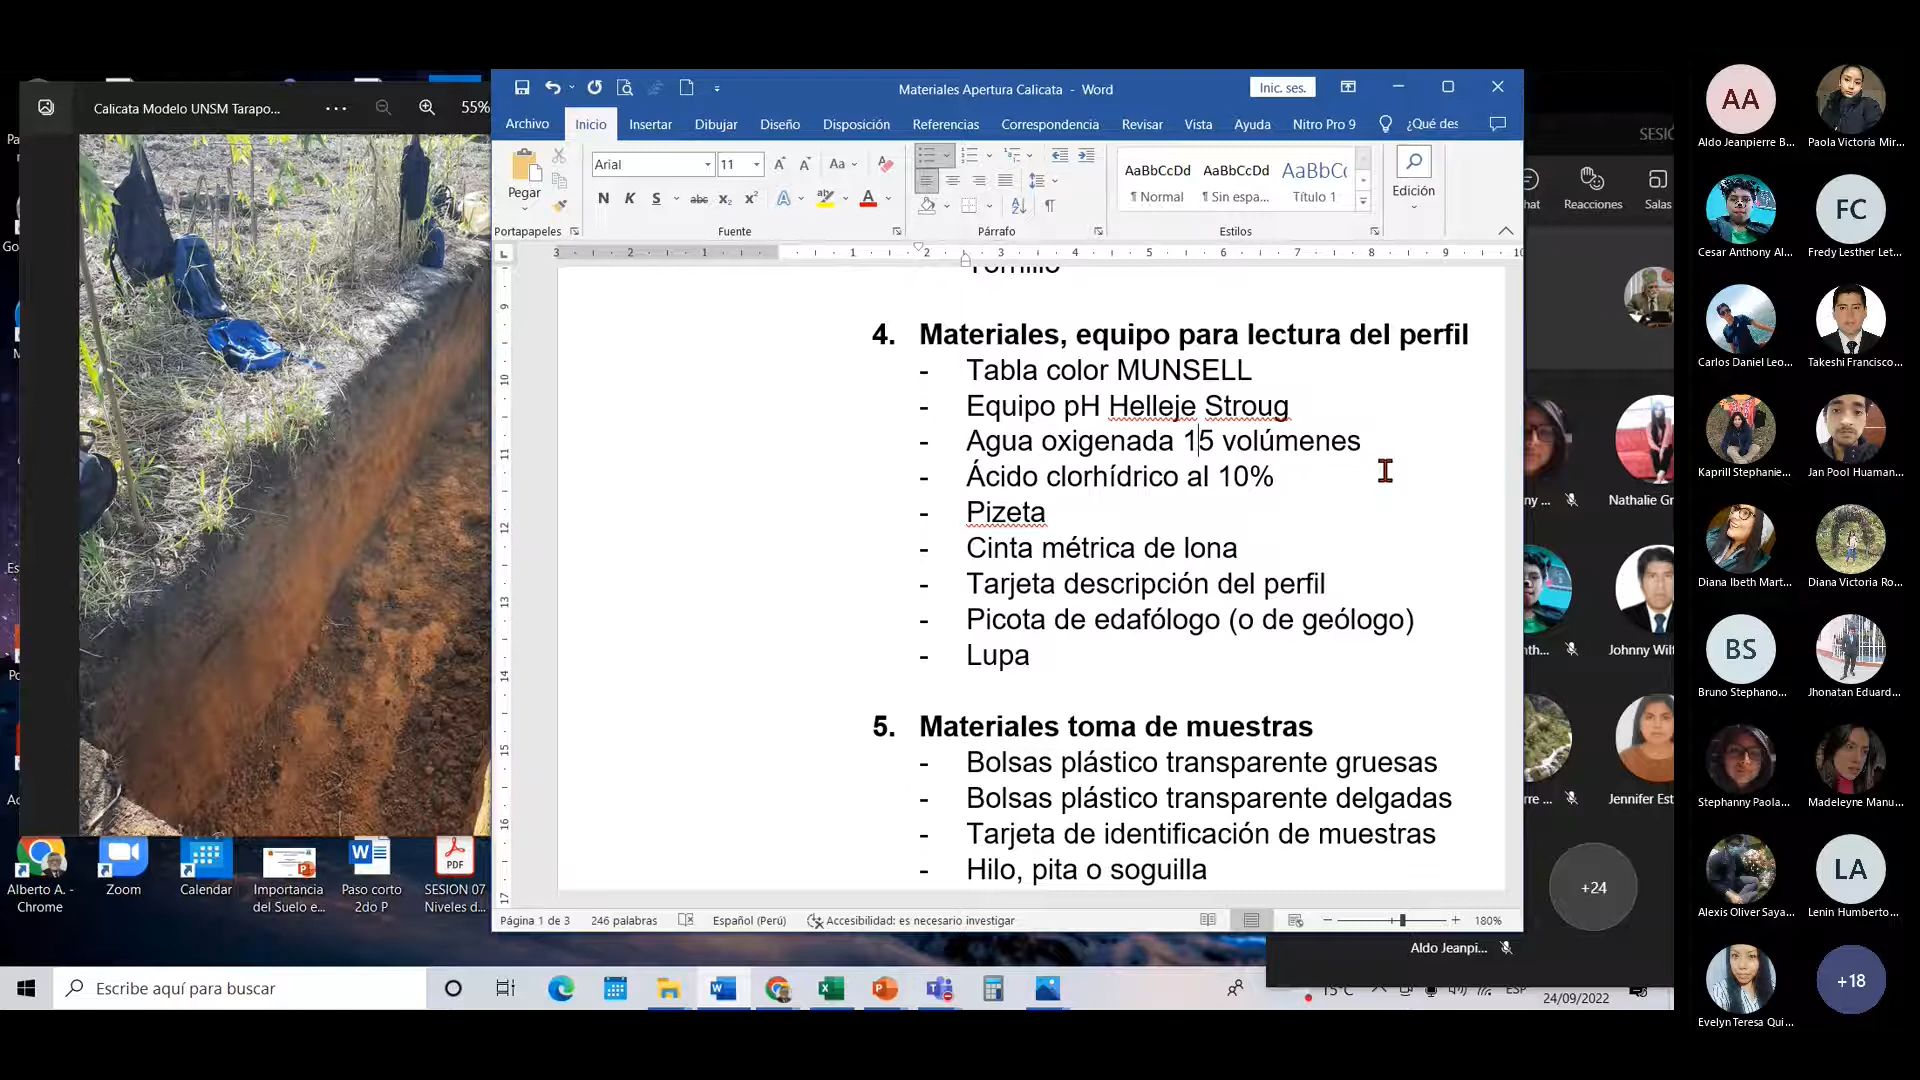 Calicata Modelo UNSM Tarapo...
55%
Materiales Apertura Calicata - Word
Inic. ses.
Archivo Inicio Insertar Dibujar Diseño Disposición Referencias Correspondencia Revisar Vista Ayuda Nitro Pro 9 ¿Qué des
Pegar
Arial 11
N K S abc x₂ x²
AaBbCcDd AaBbCcDd AaBbCc
¶ Normal ¶ Sin espa... Título 1
Edición
Portapapeles Fuente Párrafo Estilos
Tornillo
4. Materiales, equipo para lectura del perfil
- Tabla color MUNSELL
- Equipo pH Helleje Stroug
- Agua oxigenada 15 volúmenes
- Ácido clorhídrico al 10%
- Pizeta
- Cinta métrica de lona
- Tarjeta descripción del perfil
- Picota de edafólogo (o de geólogo)
- Lupa
5. Materiales toma de muestras
- Bolsas plástico transparente gruesas
- Bolsas plástico transparente delgadas
- Tarjeta de identificación de muestras
- Hilo, pita o soguilla
Página 1 de 3 246 palabras Español (Perú) Accesibilidad: es necesario investigar 180%
Alberto A. - Chrome
Zoom
Calendar
Importancia del Suelo e...
Paso corto 2do P
SESION 07 Niveles d...
Escribe aquí para buscar
15°C
ESP
24/09/2022
Reacciones
Salas
Nathalie Gr
Johnny Wil
Jennifer Est
+24
Aldo Jeanpi...
AA
Aldo Jeanpierre B...
Paola Victoria Mir...
Cesar Anthony Al...
FC
Fredy Lesther Let...
Carlos Daniel Leo...
Takeshi Francisco...
Kaprill Stephanie...
Jan Pool Huaman...
Diana Ibeth Mart...
Diana Victoria Ro...
BS
Bruno Stephano...
Jhonatan Eduard...
Stephanny Paola...
Madeleyne Manu...
Alexis Oliver Saya...
LA
Lenin Humberto...
Evelyn Teresa Qui...
+18